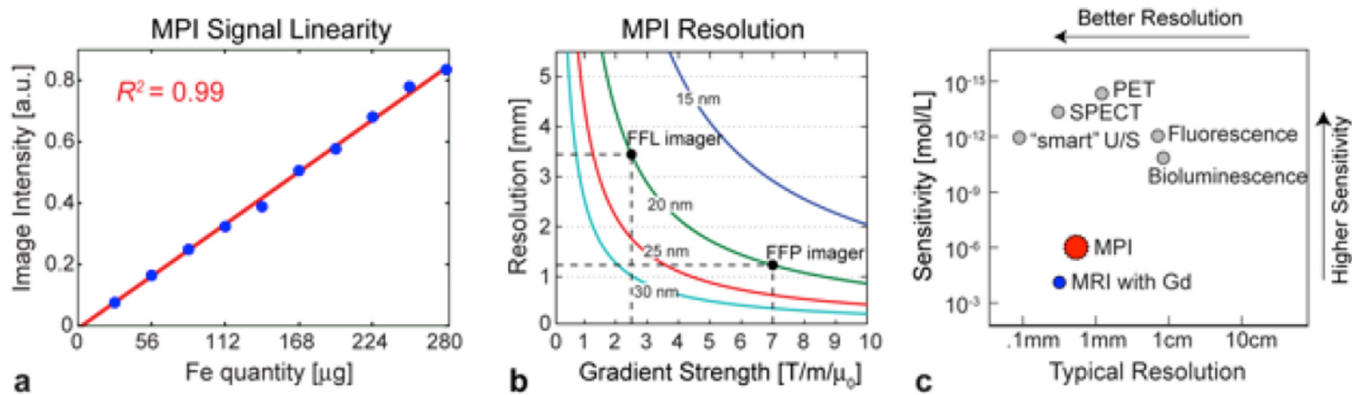 MPI Signal Linearity
R² = 0.99
Image Intensity [a.u.]
0.8
0.6
0.4
0.2
0
0 56 112 168 224 280
Fe quantity [μg]
a
MPI Resolution
Resolution [mm]
5
4
3
2
1
0
15 nm
FFL imager
20 nm
FFP imager
25 nm
30 nm
0 1 2 3 4 5 6 7 8 9 10
Gradient Strength [T/m/μ₀]
b
Better Resolution
Sensitivity [mol/L]
10⁻¹⁵
10⁻¹²
10⁻⁹
10⁻⁶
10⁻³
PET
SPECT
"smart" U/S
Fluorescence
Bioluminescence
MPI
MRI with Gd
Higher Sensitivity
.1mm 1mm 1cm 10cm
Typical Resolution
c